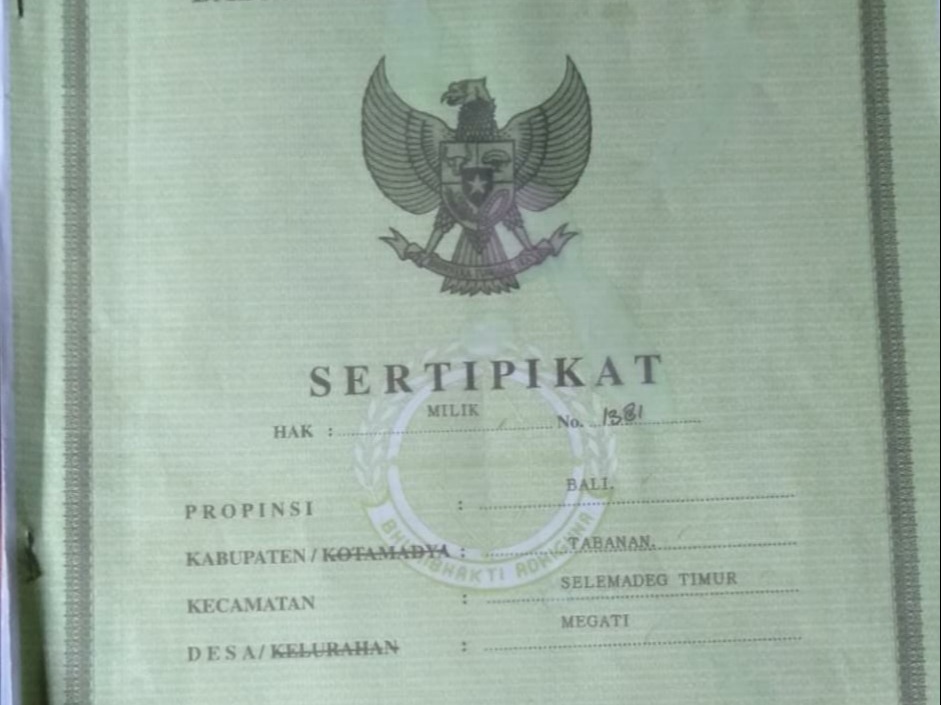 SERTIPIKAT
HAK : MILIK No. 1381
PROPINSI : BALI.
KABUPATEN / KOTAMADYA : TABANAN.
KECAMATAN : SELEMADEG TIMUR
DESA / KELURAHAN : MEGATI
BHUMIBHAKTI ADHIGUNA